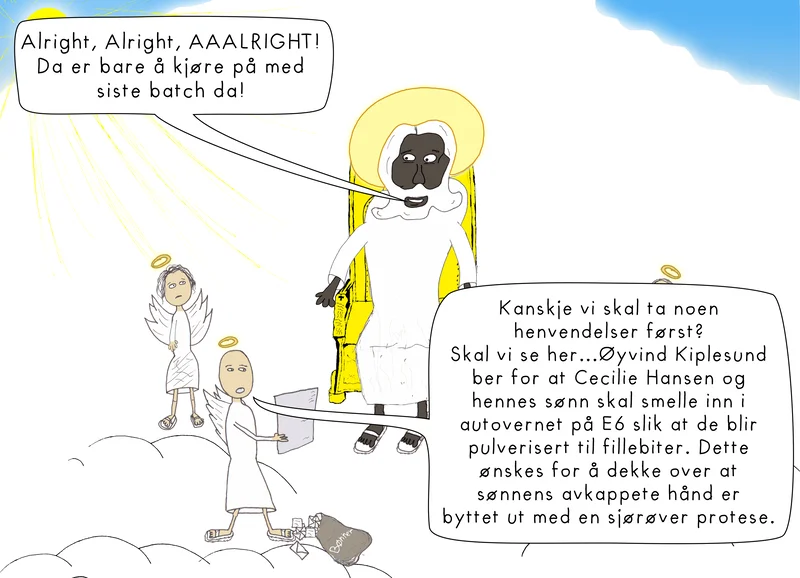 Alright, Alright, AAALRIGHT!
Da er bare å kjøre på med
siste batch da!
Kanskje vi skal ta noen
henvendelser først?
Skal vi se her...Øyvind Kiplesund
ber for at Cecilie Hansen og
hennes sønn skal smelle inn i
autovernet på E6 slik at de blir
pulverisert til fillebiter. Dette
ønskes for å dekke over at
sønnens avkappete hånd er
byttet ut med en sjørøver protese.